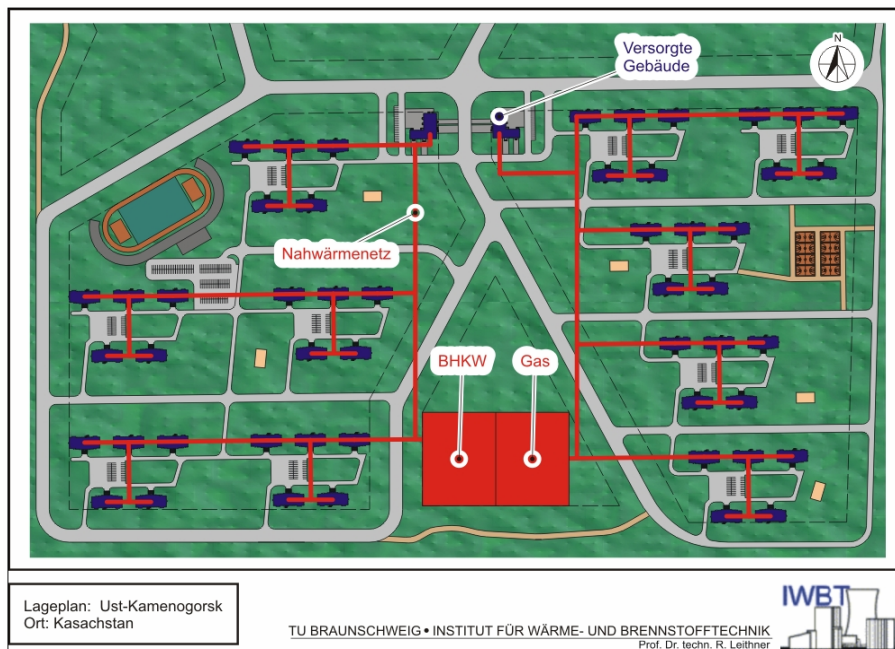 Versorgte
Gebäude
N
Nahwärmenetz
BHKW
Gas
Lageplan: Ust-Kamenogorsk
Ort: Kasachstan
TU BRAUNSCHWEIG • INSTITUT FÜR WÄRME- UND BRENNSTOFFTECHNIK
Prof. Dr. techn. R. Leithner
IWBT